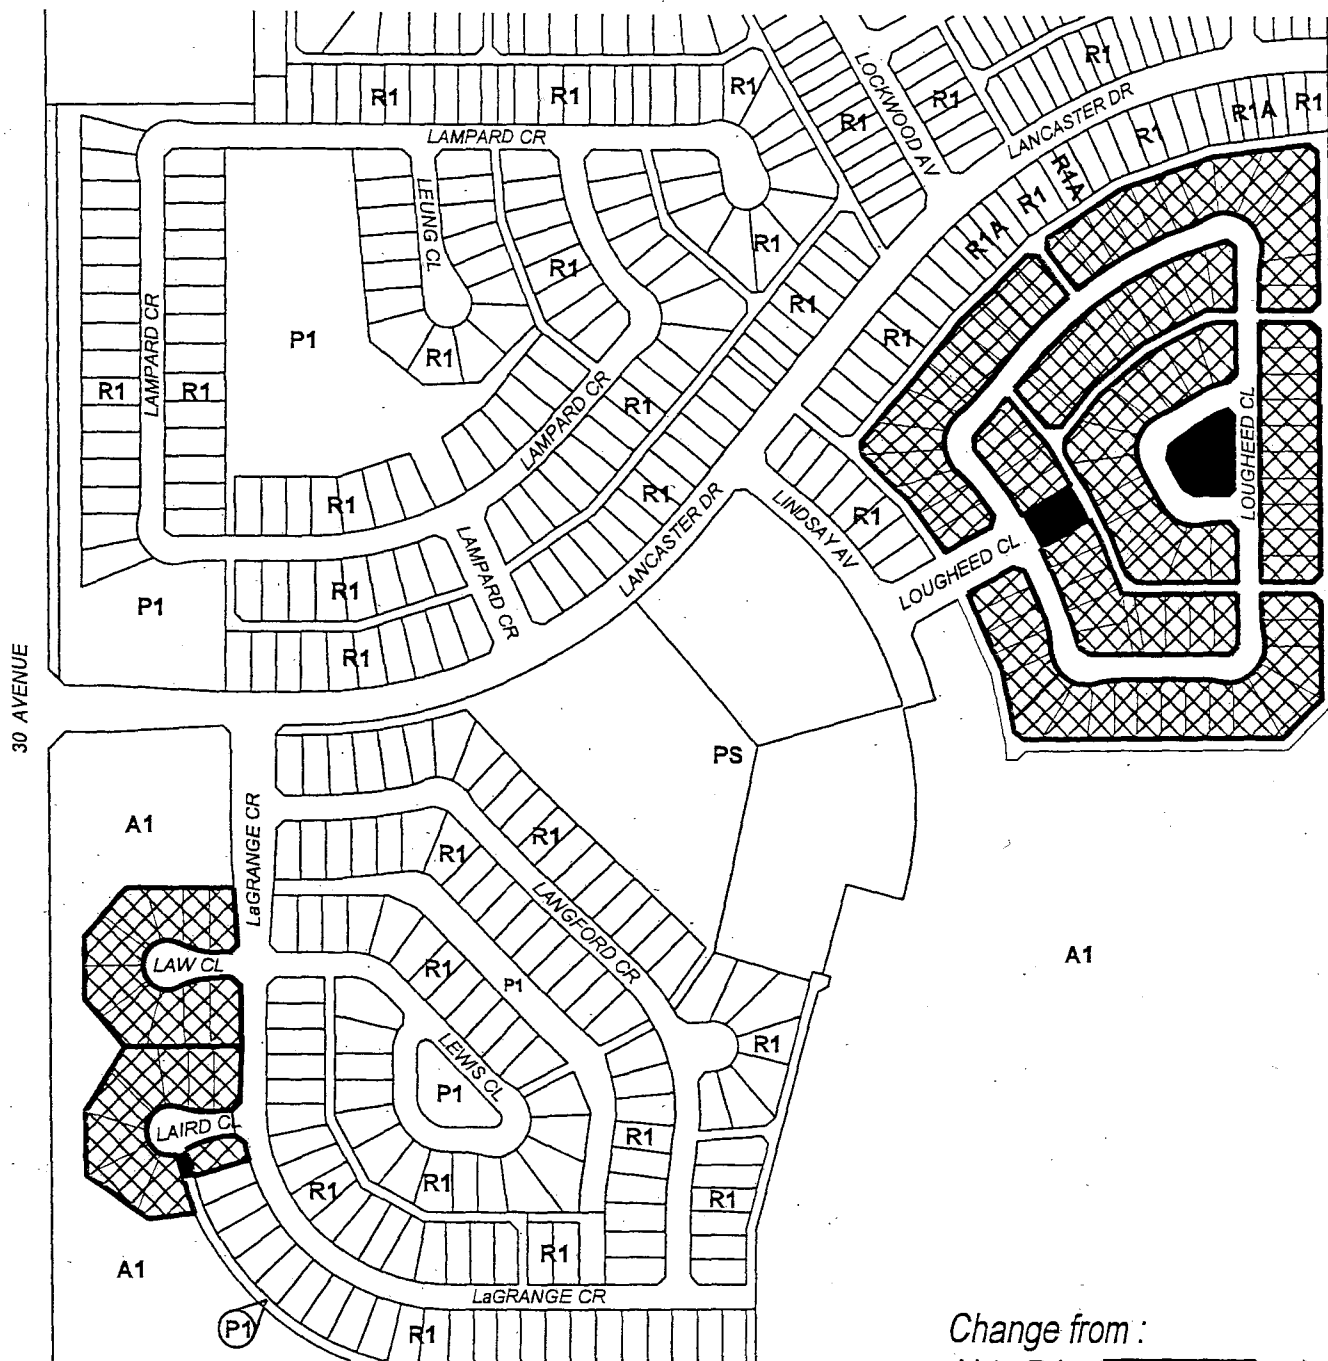 R1
R1
R1
R1
R1
R1
LOCKWOOD AV
LANCASTER DR
R1
R1A
R1
R4A
R1
R1A
LAMPARD CR
LEUNG CL
R1
R1
R1
R1
R1
P1
R1
LAMPARD CR
R1
R1
R1
LAMPARD CR
R1
R1
LANCASTER DR
LINDSAY AV
R1
LOUGHEED CL
LOUGHEED CL
LAMPARD CR
R1
P1
R1
30 AVENUE
PS
A1
LaGRANGE CR
R1
R1
LANGFORD CR
R1
P1
A1
LAW CL
LEWIS CL
P1
R1
LAIRD CL
R1
R1
R1
R1
R1
A1
LaGRANGE CR
P1
R1
Change from :